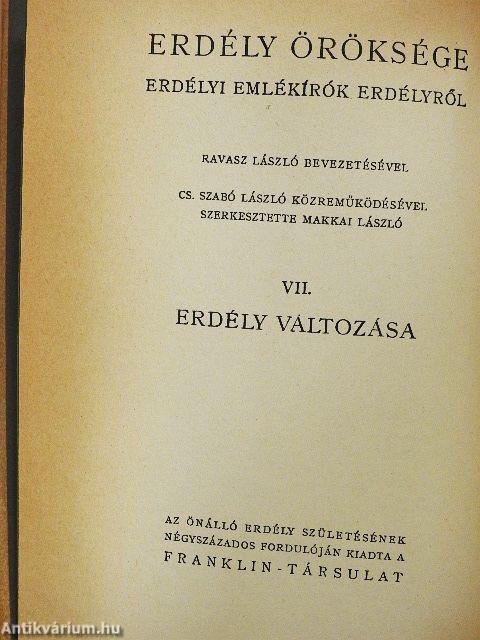 ERDÉLY ÖRÖKSÉGE
ERDÉLYI EMLÉKÍRÓK ERDÉLYRŐL
RAVASZ LÁSZLÓ BEVEZETÉSÉVEL
CS. SZABÓ LÁSZLÓ KÖZREMŰKÖDÉSÉVEL
SZERKESZTETTE MAKKAI LÁSZLÓ
VII.
ERDÉLY VÁLTOZÁSA
AZ ÖNÁLLÓ ERDÉLY SZÜLETÉSÉNEK
NÉGYSZÁZADOS FORDULÓJÁN KIADTA A
FRANKLIN-TÁRSULAT
Antikvárium.hu